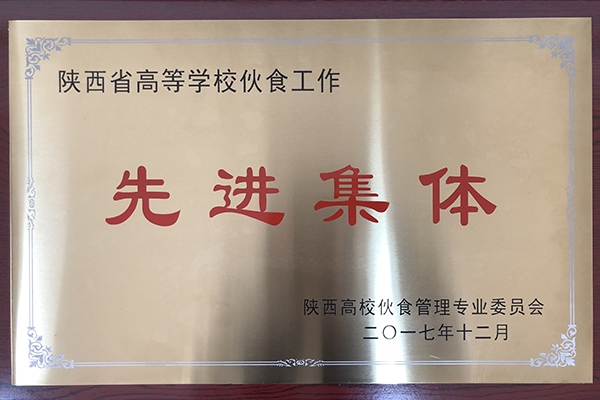 陕西省高等学校伙食工作
先进集体
陕西高校伙食管理专业委员会
二〇一七年十二月